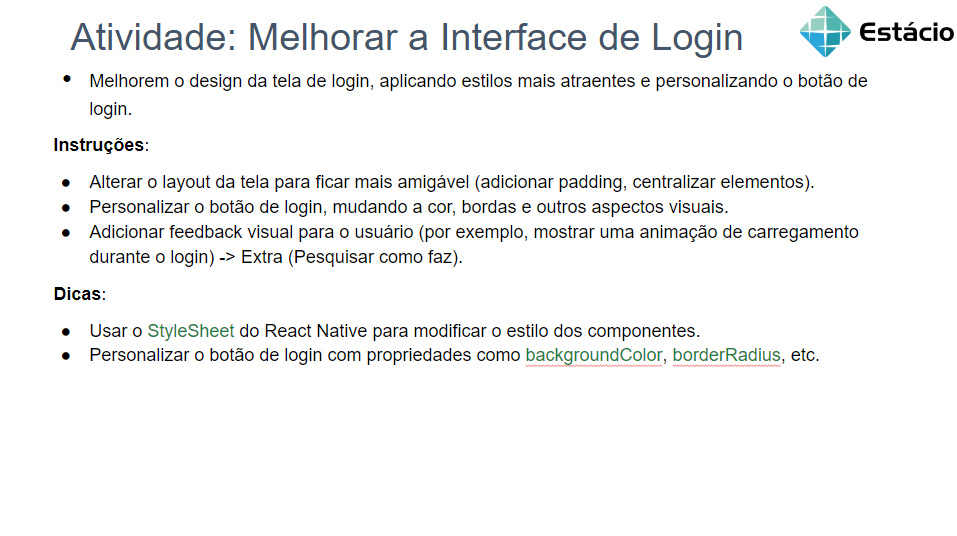 Atividade: Melhorar a Interface de Login
Estácio
● Melhorem o design da tela de login, aplicando estilos mais atraentes e personalizando o botão de
login.
Instruções:
● Alterar o layout da tela para ficar mais amigável (adicionar padding, centralizar elementos).
● Personalizar o botão de login, mudando a cor, bordas e outros aspectos visuais.
● Adicionar feedback visual para o usuário (por exemplo, mostrar uma animação de carregamento
durante o login) -> Extra (Pesquisar como faz).
Dicas:
● Usar o StyleSheet do React Native para modificar o estilo dos componentes.
● Personalizar o botão de login com propriedades como backgroundColor, borderRadius, etc.